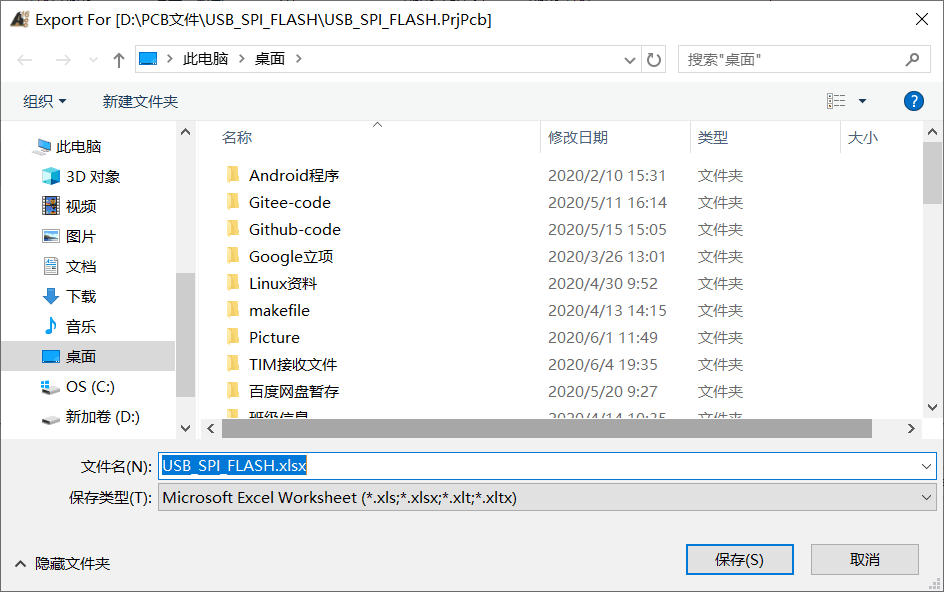 Export For [D:\PCB文件\USB_SPI_FLASH\USB_SPI_FLASH.PrjPcb]
此电脑 桌面 搜索"桌面"
组织 新建文件夹 ?
名称 修改日期 类型 大小
此电脑
3D 对象
视频
图片
文档
下载
音乐
桌面
OS (C:)
新加卷 (D:)
Android程序 2020/2/10 15:31 文件夹
Gitee-code 2020/5/11 16:14 文件夹
Github-code 2020/5/15 15:05 文件夹
Google立项 2020/3/26 13:01 文件夹
Linux资料 2020/4/30 9:52 文件夹
makefile 2020/4/13 14:15 文件夹
Picture 2020/6/1 11:49 文件夹
TIM接收文件 2020/6/4 19:35 文件夹
百度网盘暂存 2020/5/20 9:27 文件夹
班级信息 2020/4/14 10:25 文件夹
文件名(N): USB_SPI_FLASH.xlsx
保存类型(T): Microsoft Excel Worksheet (*.xls;*.xlsx;*.xlt;*.xltx)
隐藏文件夹 保存(S) 取消